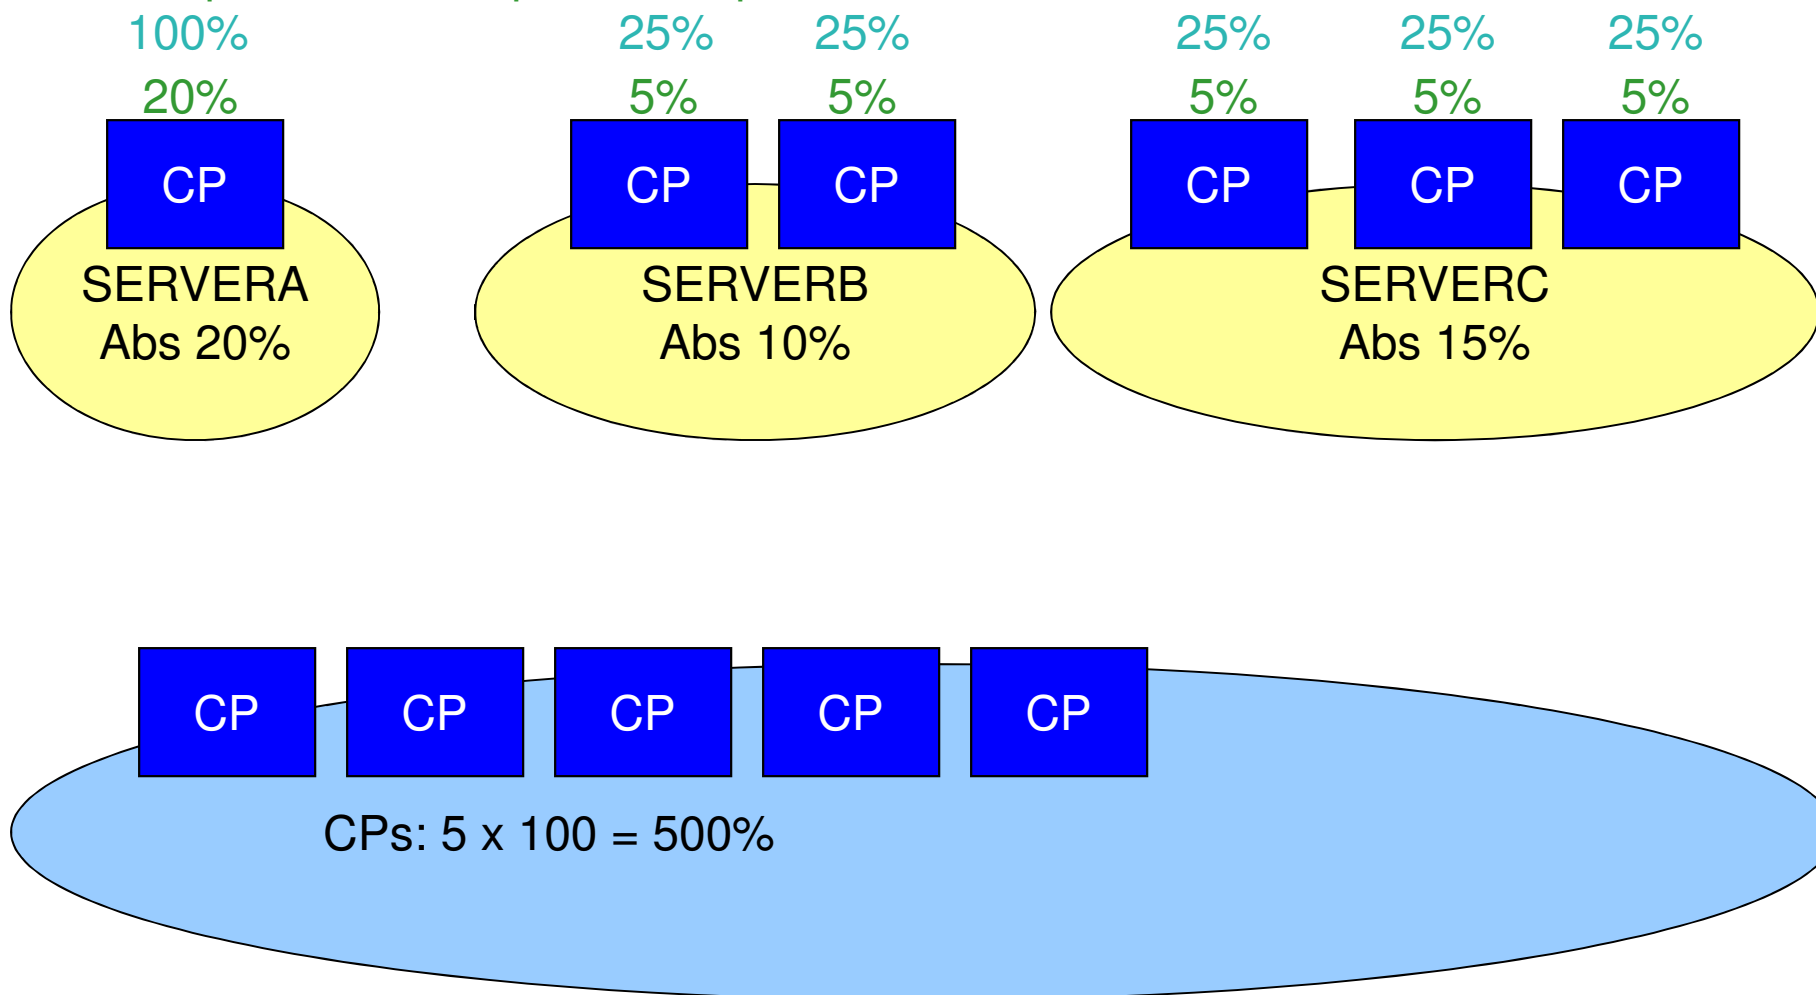 100% 25% 25% 25% 25% 25%
20% 5% 5% 5% 5% 5%
CP CP CP CP CP CP
SERVERA SERVERB SERVERC
Abs 20% Abs 10% Abs 15%
CP CP CP CP CP
CPs: 5 x 100 = 500%